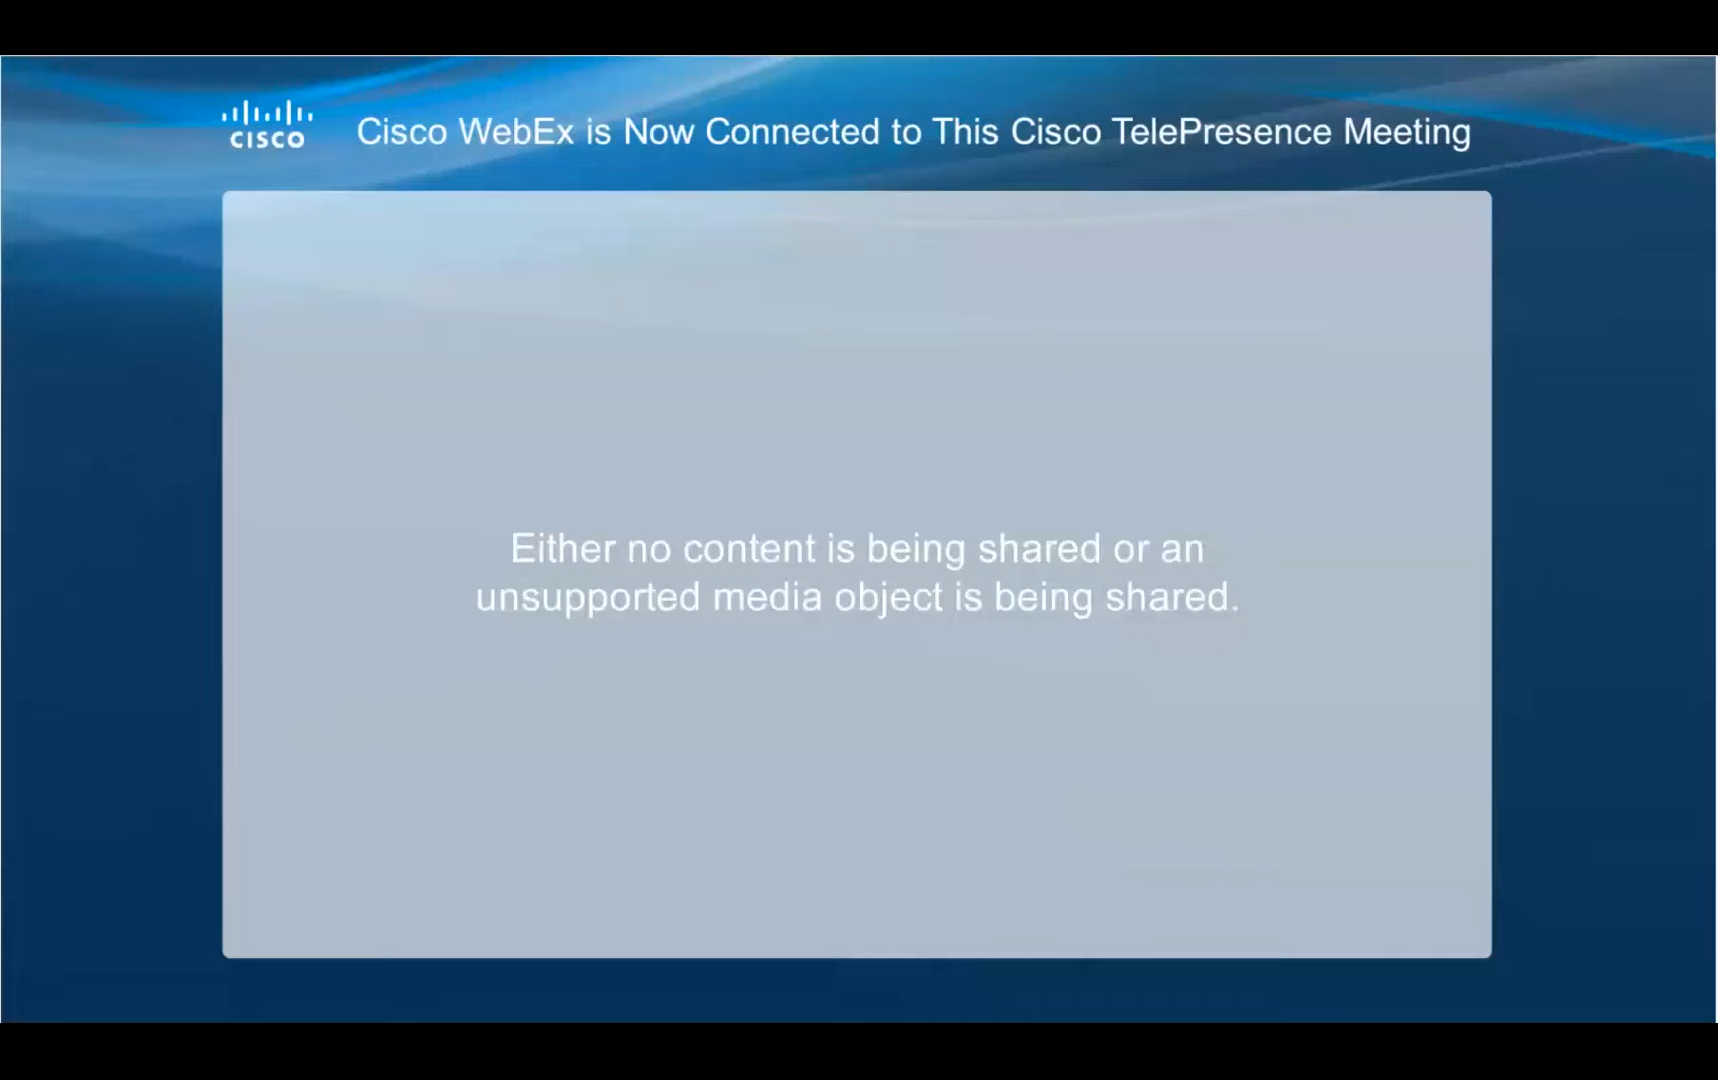 CISCO
Cisco WebEx is Now Connected to This Cisco TelePresence Meeting
Either no content is being shared or an
unsupported media object is being shared.